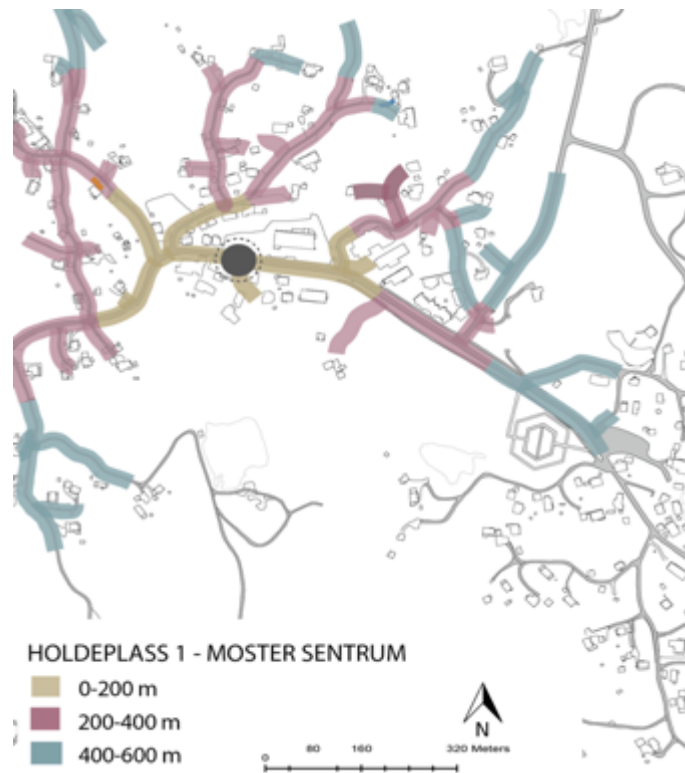 HOLDEPLASS 1 - MOSTER SENTRUM
0-200 m
200-400 m
400-600 m
N
0 80 160 320 Meters